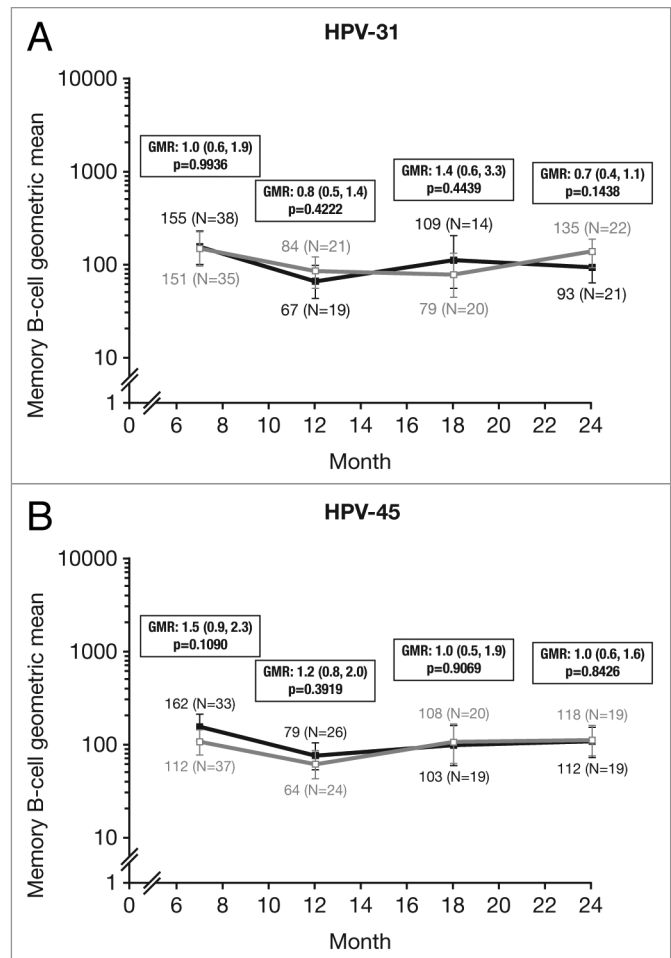 A
HPV-31
Memory B-cell geometric mean
10000
1000
100
10
1
GMR: 1.0 (0.6, 1.9)
p=0.9936
GMR: 0.8 (0.5, 1.4)
p=0.4222
GMR: 1.4 (0.6, 3.3)
p=0.4439
GMR: 0.7 (0.4, 1.1)
p=0.1438
155 (N=38)
151 (N=35)
84 (N=21)
67 (N=19)
109 (N=14)
79 (N=20)
135 (N=22)
93 (N=21)
0 6 8 10 12 14 16 18 20 22 24
Month
B
HPV-45
Memory B-cell geometric mean
10000
1000
100
10
1
GMR: 1.5 (0.9, 2.3)
p=0.1090
GMR: 1.2 (0.8, 2.0)
p=0.3919
GMR: 1.0 (0.5, 1.9)
p=0.9069
GMR: 1.0 (0.6, 1.6)
p=0.8426
162 (N=33)
112 (N=37)
79 (N=26)
64 (N=24)
108 (N=20)
103 (N=19)
118 (N=19)
112 (N=19)
0 6 8 10 12 14 16 18 20 22 24
Month